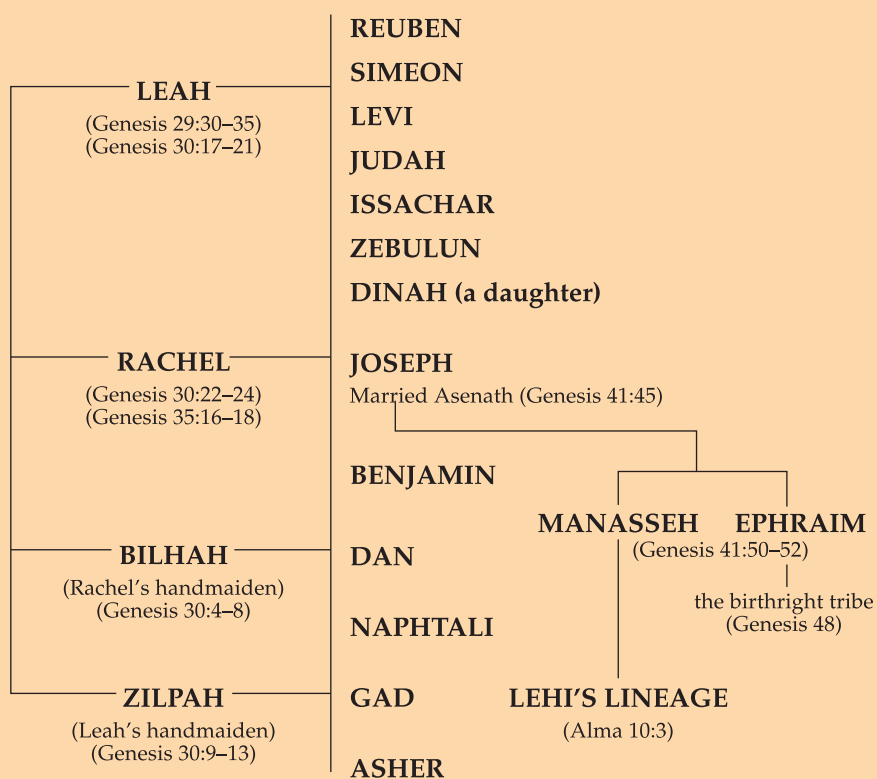 REUBEN
SIMEON
LEAH
(Genesis 29:30–35)
(Genesis 30:17–21)
LEVI
JUDAH
ISSACHAR
ZEBULUN
DINAH (a daughter)
RACHEL
(Genesis 30:22–24)
(Genesis 35:16–18)
JOSEPH
Married Asenath (Genesis 41:45)
BENJAMIN
MANASSEH EPHRAIM
(Genesis 41:50–52)
the birthright tribe
(Genesis 48)
BILHAH
(Rachel's handmaiden)
(Genesis 30:4–8)
DAN
NAPHTALI
ZILPAH
(Leah's handmaiden)
(Genesis 30:9–13)
GAD
LEHI'S LINEAGE
(Alma 10:3)
ASHER